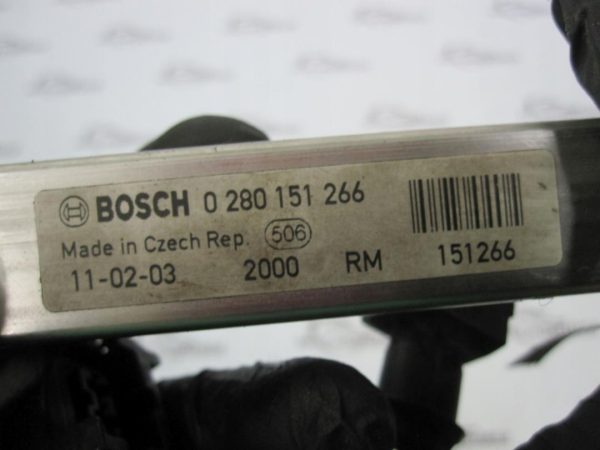 BOSCH 0 280 151 266
Made in Czech Rep. 506
11-02-03 2000 RM 151266